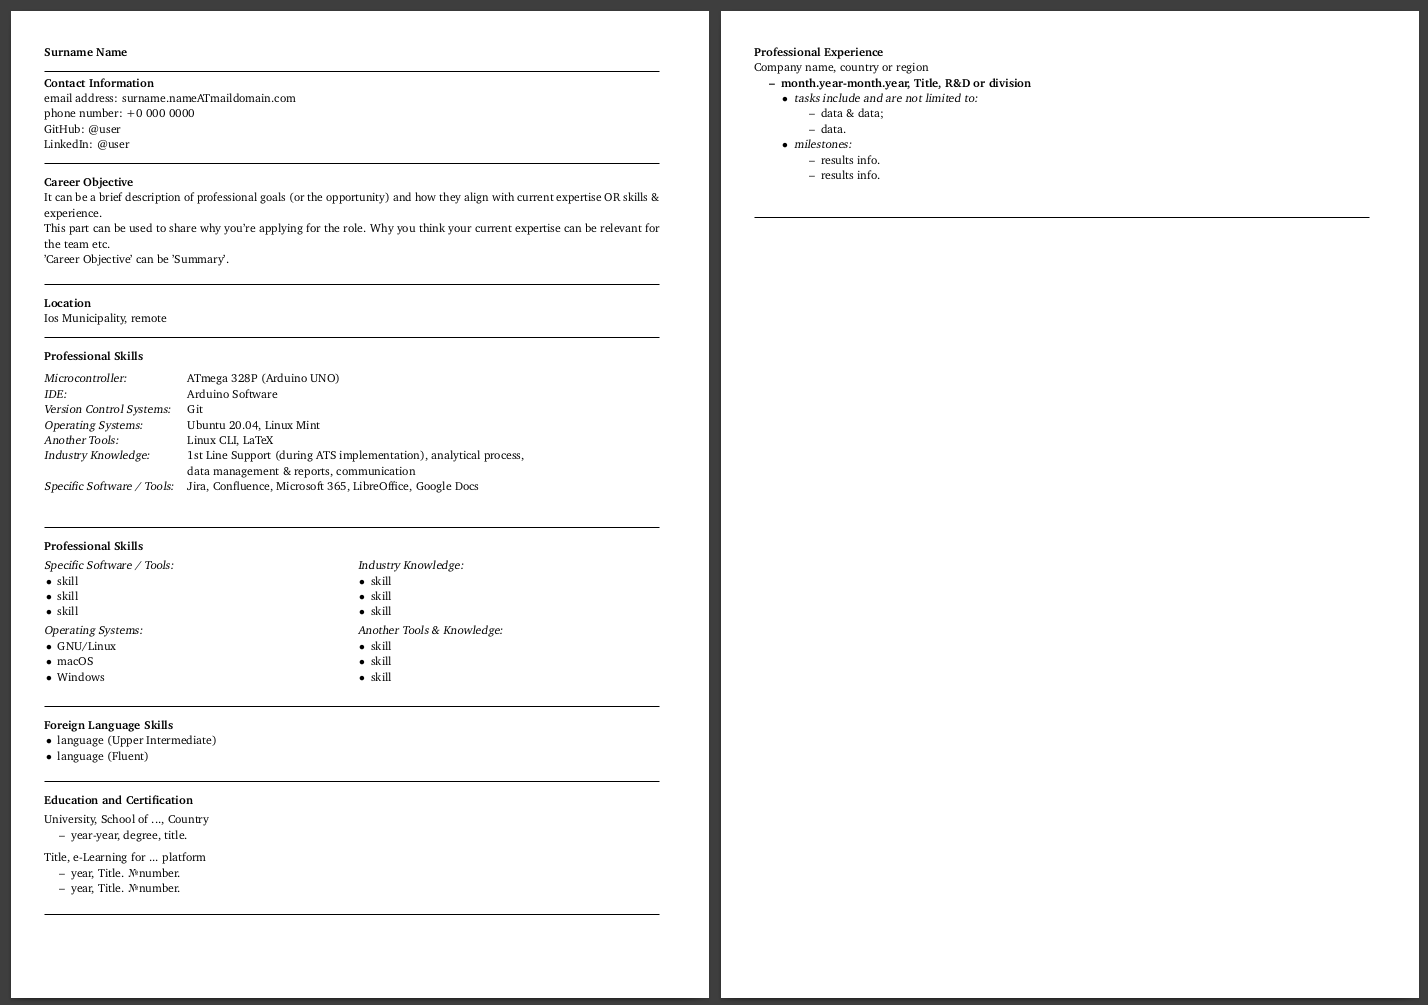 Surname Name
Contact Information
email address: surname.nameATmaildomain.com
phone number: +0 000 0000
GitHub: @user
LinkedIn: @user
Career Objective
It can be a brief description of professional goals (or the opportunity) and how they align with current expertise OR skills &
experience.
This part can be used to share why you're applying for the role. Why you think your current expertise can be relevant for
the team etc.
'Career Objective' can be 'Summary'.
Location
Ios Municipality, remote
Professional Skills
Microcontroller: ATmega 328P (Arduino UNO)
IDE: Arduino Software
Version Control Systems: Git
Operating Systems: Ubuntu 20.04, Linux Mint
Another Tools: Linux CLI, LaTeX
Industry Knowledge: 1st Line Support (during ATS implementation), analytical process,
data management & reports, communication
Specific Software / Tools: Jira, Confluence, Microsoft 365, LibreOffice, Google Docs
Professional Skills
Specific Software / Tools:
• skill
• skill
• skill
Industry Knowledge:
• skill
• skill
• skill
Operating Systems:
• GNU/Linux
• macOS
• Windows
Another Tools & Knowledge:
• skill
• skill
• skill
Foreign Language Skills
• language (Upper Intermediate)
• language (Fluent)
Education and Certification
University, School of ..., Country
– year-year, degree, title.
Title, e-Learning for ... platform
– year, Title. №number.
– year, Title. №number.
Professional Experience
Company name, country or region
– month.year-month.year, Title, R&D or division
• tasks include and are not limited to:
– data & data;
– data.
• milestones:
– results info.
– results info.